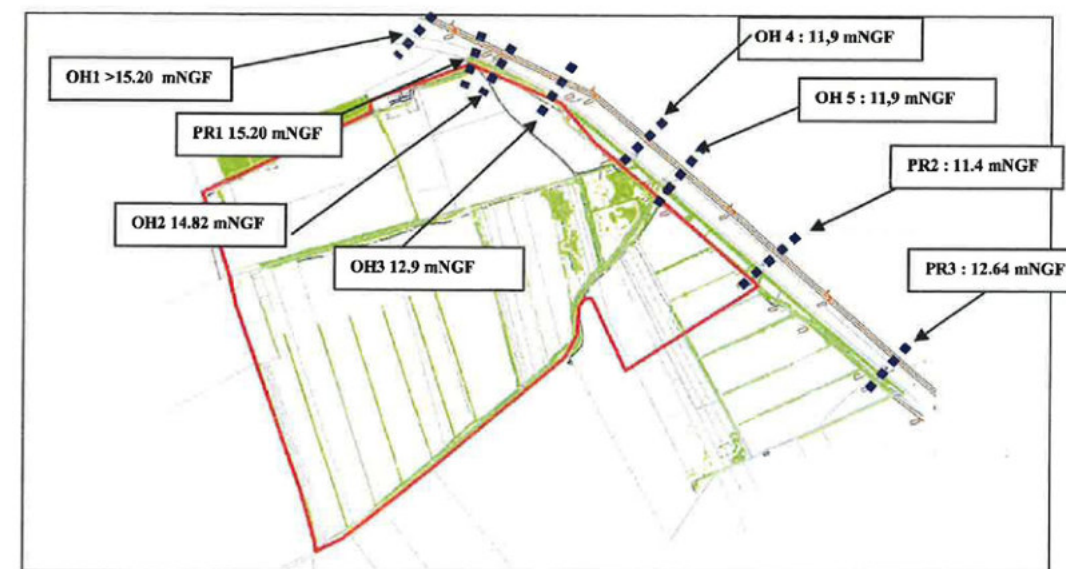 OH 4 : 11,9 mNGF
OH1 >15.20 mNGF
OH 5 : 11,9 mNGF
PR1 15.20 mNGF
PR2 : 11.4 mNGF
OH2 14.82 mNGF
OH3 12.9 mNGF
PR3 : 12.64 mNGF